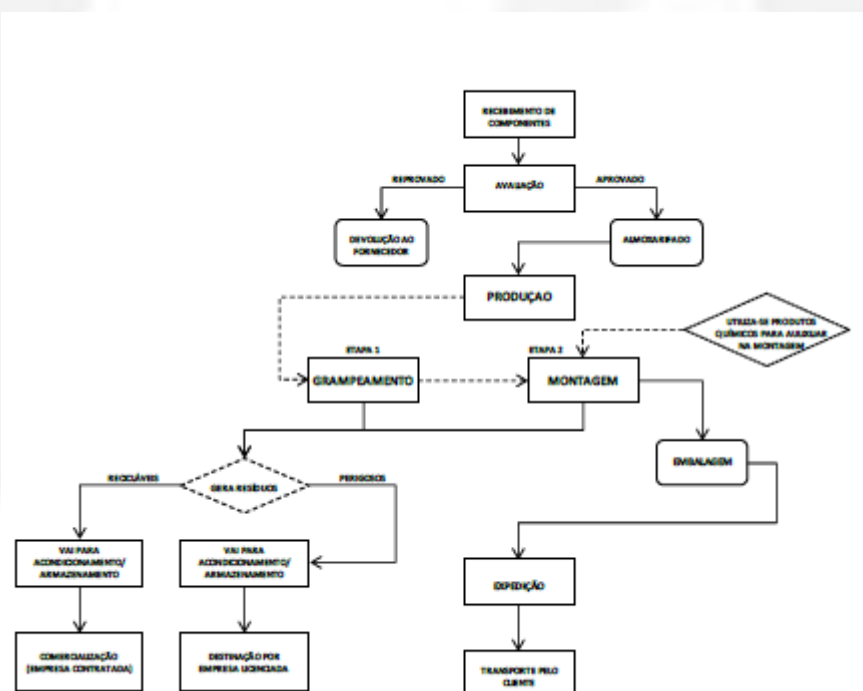 RECEBEMENTO DE
COMPONENTES
REPROVADO
AVALIAÇÃO
APROVADO
DEVOLUÇÃO AO
FORNECEDOR
ALMOXARIFADO
PRODUÇAO
UTILIZA-SE PRODUTOS
QUÍMICOS PARA AUXILIAR
NA MONTAGEM
ETAPA 1
ETAPA 2
GRAMPEAMENTO
MONTAGEM
EMBALAGEM
RECICLÁVEIS
GERA RESÍDUOS
PERIGOSOS
VAI PARA
ACONDICIONAMENTO/
ARMAZENAMENTO
VAI PARA
ACONDICIONAMENTO/
ARMAZENAMENTO
EXPEDIÇÃO
COMERCIALIZAÇÃO
(EMPRESA CONTRATADA)
DESTINAÇÃO POR
EMPRESA LICENCIADA
TRANSPORTE PELO
CLIENTE